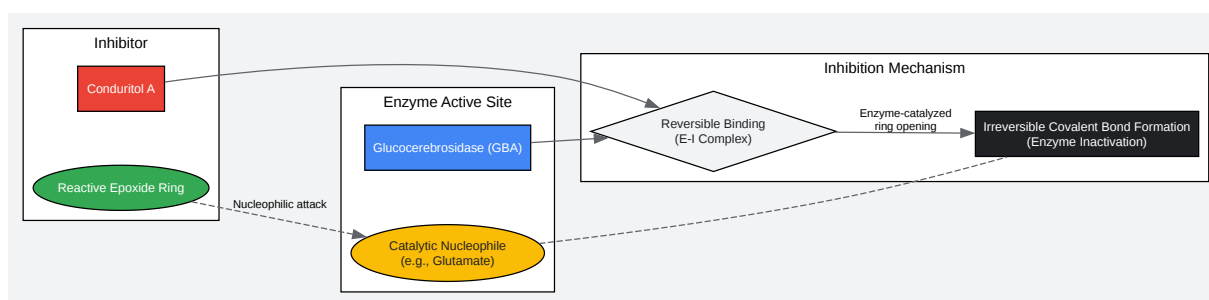 Inhibitor
Conduritol A
Reactive Epoxide Ring
Nucleophilic attack
Enzyme Active Site
Glucocerebrosidase (GBA)
Catalytic Nucleophile
(e.g., Glutamate)
Inhibition Mechanism
Reversible Binding
(E-I Complex)
Enzyme-catalyzed
ring opening
Irreversible Covalent Bond Formation
(Enzyme Inactivation)